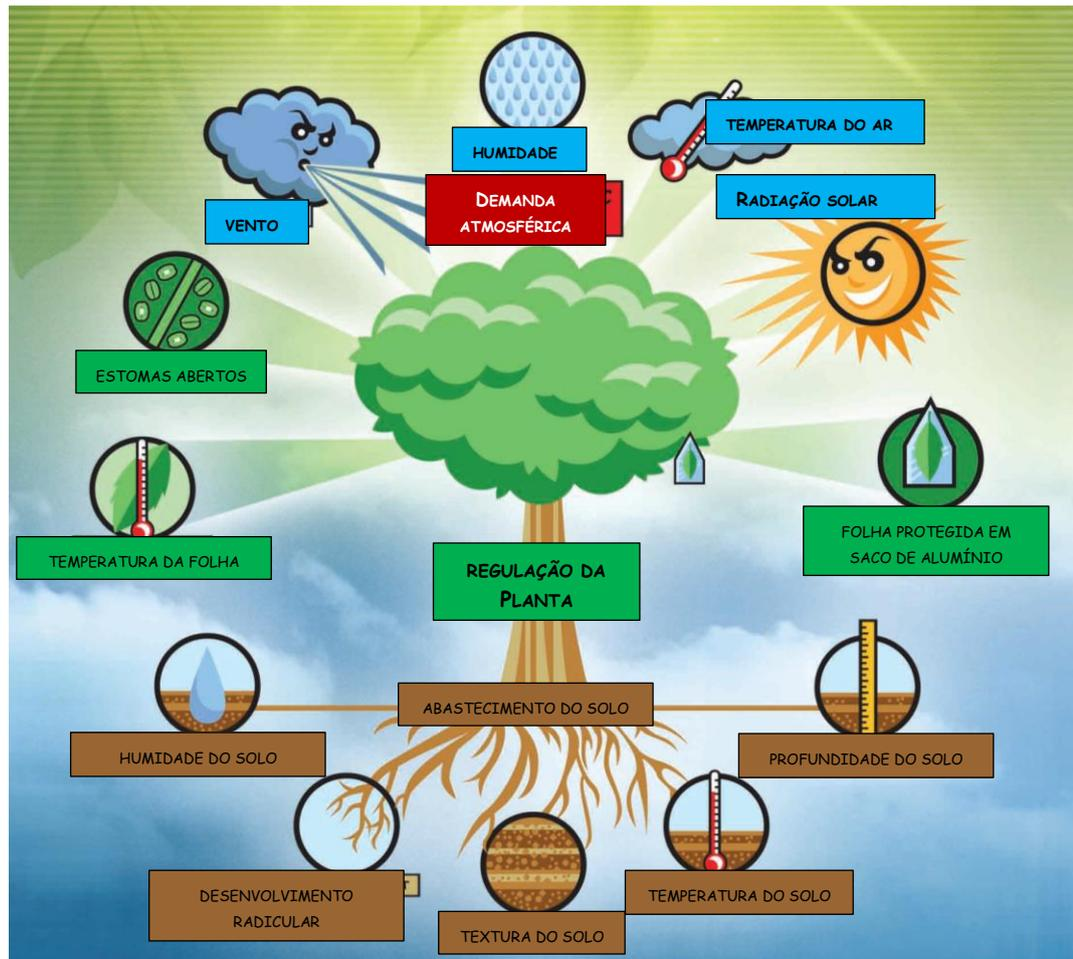 HUMIDADE
TEMPERATURA DO AR
DEMANDA
ATMOSFÉRICA
RADIAÇÃO SOLAR
VENTO
ESTOMAS ABERTOS
TEMPERATURA DA FOLHA
FOLHA PROTEGIDA EM
SACO DE ALUMÍNIO
REGULAÇÃO DA
PLANTA
ABASTECIMENTO DO SOLO
HUMIDADE DO SOLO
PROFUNDIDADE DO SOLO
DESENVOLVIMENTO
RADICULAR
TEMPERATURA DO SOLO
TEXTURA DO SOLO